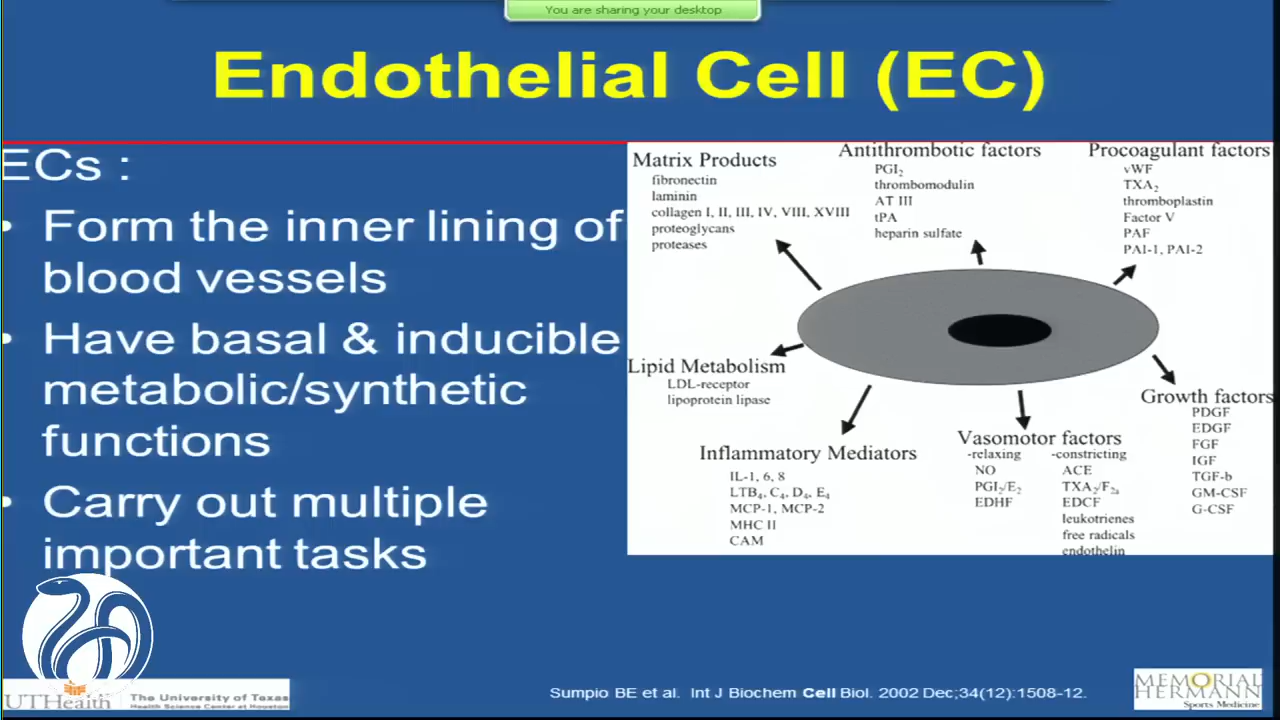 You are sharing your desktop
Endothelial Cell (EC)
ECs :
• Form the inner lining of
blood vessels
• Have basal & inducible
metabolic/synthetic
functions
• Carry out multiple
important tasks
Matrix Products
fibronectin
laminin
collagen I, II, III, IV, VIII, XVIII
proteoglycans
proteases
Antithrombotic factors
PGI₂
thrombomodulin
AT III
tPA
heparin sulfate
Procoagulant factors
vWF
TXA₂
thromboplastin
Factor V
PAF
PAI-1, PAI-2
Lipid Metabolism
LDL-receptor
lipoprotein lipase
Inflammatory Mediators
IL-1, 6, 8
LTB₄, C₄, D₄, E₄
MCP-1, MCP-2
MHC II
CAM
Vasomotor factors
-relaxing
NO
PGI₂/E₂
EDHF
-constricting
ACE
TXA₂/F₂ₐ
EDCF
leukotrienes
free radicals
endothelin
Growth factors
PDGF
EDGF
FGF
IGF
TGF-b
GM-CSF
G-CSF
UTHealth
The University of Texas
Health Science Center at Houston
Sumpio BE et al. Int J Biochem Cell Biol. 2002 Dec;34(12):1508-12.
MEMORIAL
HERMANN
Sports Medicine